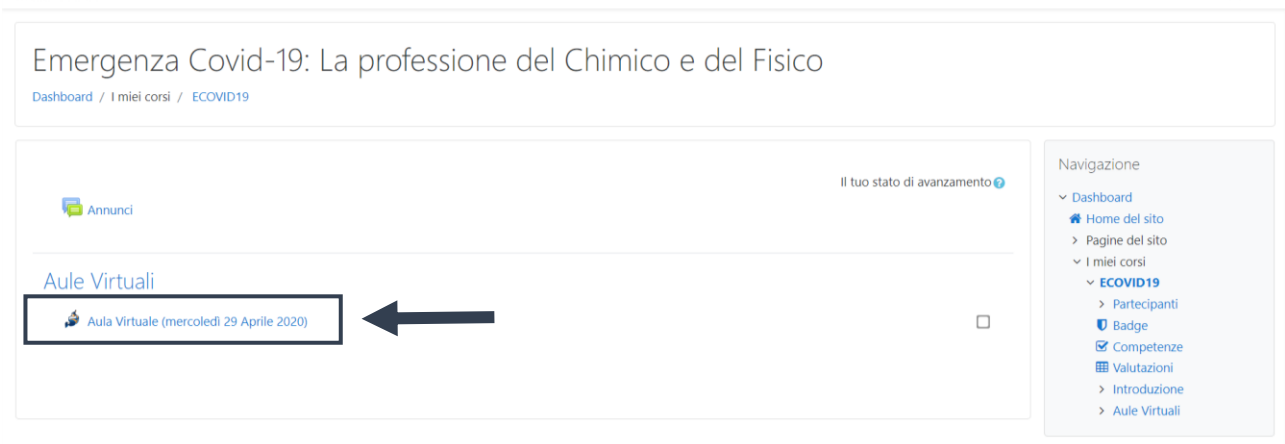 Emergenza Covid-19: La professione del Chimico e del Fisico
Dashboard / I miei corsi / ECOVID19
Il tuo stato di avanzamento
Annunci
Aule Virtuali
Aula Virtuale (mercoledì 29 Aprile 2020)
Navigazione
Dashboard
Home del sito
Pagine del sito
I miei corsi
ECOVID19
Partecipanti
Badge
Competenze
Valutazioni
Introduzione
Aule Virtuali